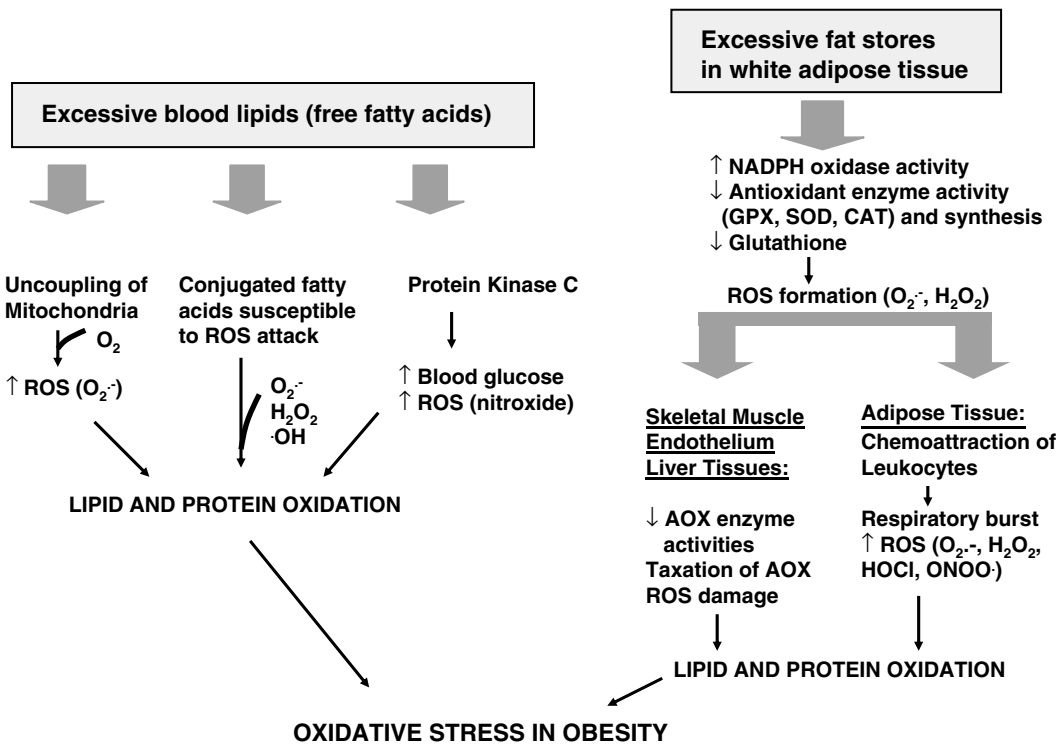 Excessive blood lipids (free fatty acids)
Uncoupling of
Mitochondria
O₂
↑ ROS (O₂·-)
Conjugated fatty
acids susceptible
to ROS attack
O₂·-
H₂O₂
·OH
Protein Kinase C
↑ Blood glucose
↑ ROS (nitroxide)
LIPID AND PROTEIN OXIDATION
Excessive fat stores
in white adipose tissue
↑ NADPH oxidase activity
↓ Antioxidant enzyme activity
(GPX, SOD, CAT) and synthesis
↓ Glutathione
ROS formation (O₂·-, H₂O₂)
Skeletal Muscle
Endothelium
Liver Tissues:
↓ AOX enzyme
activities
Taxation of AOX
ROS damage
Adipose Tissue:
Chemoattraction of
Leukocytes
Respiratory burst
↑ ROS (O₂.-, H₂O₂,
HOCl, ONOO·)
LIPID AND PROTEIN OXIDATION
OXIDATIVE STRESS IN OBESITY